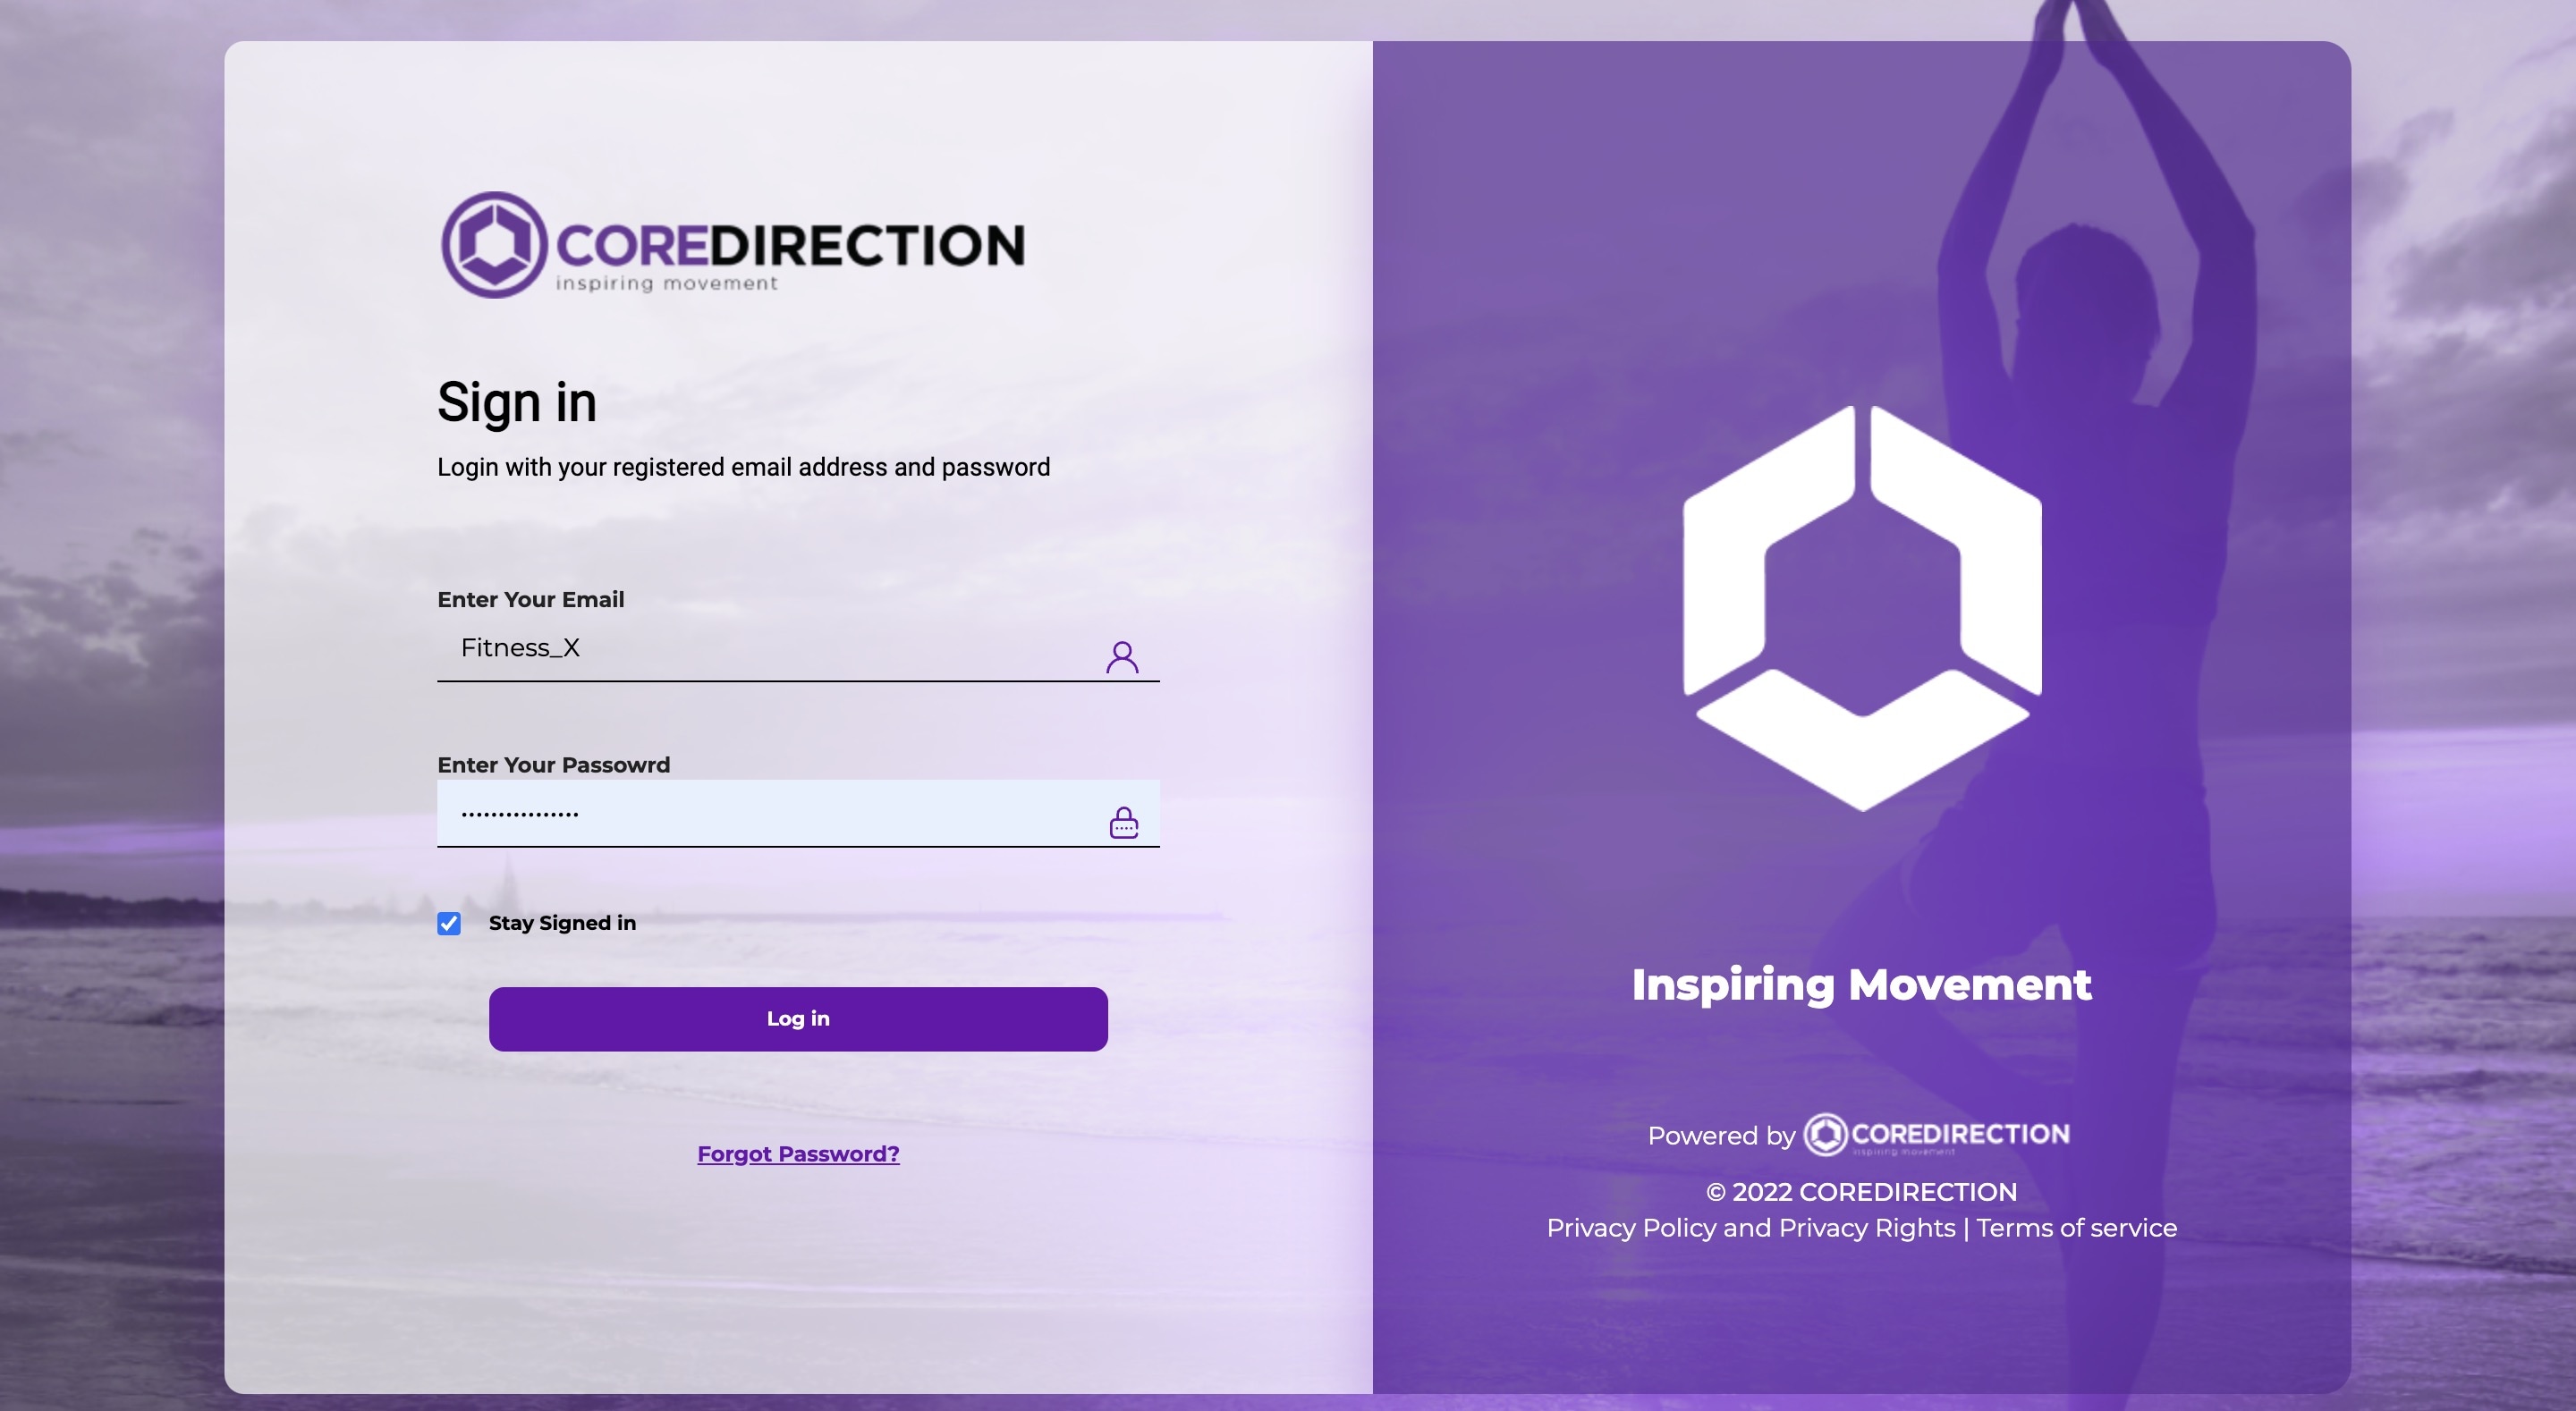 COREDIRECTION
inspiring movement
Sign in
Login with your registered email address and password
Enter Your Email
Fitness_X
Enter Your Passowrd
Stay Signed in
Log in
Forgot Password?
Inspiring Movement
Powered by COREDIRECTION
inspiring movement
© 2022 COREDIRECTION
Privacy Policy and Privacy Rights | Terms of service